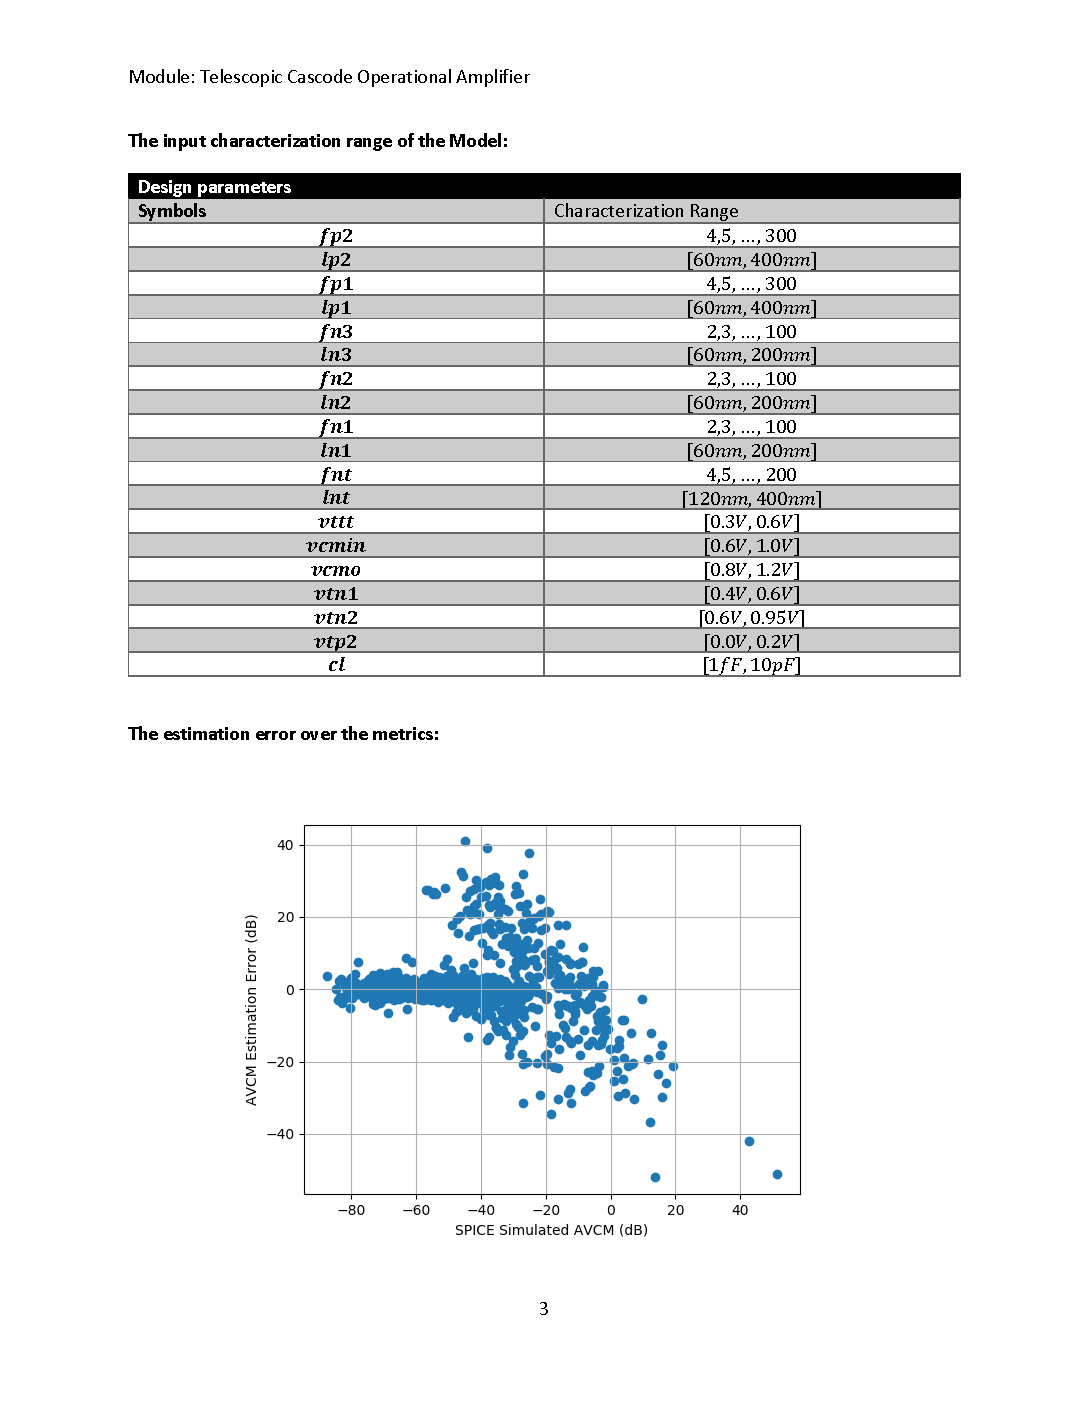 Module: Telescopic Cascode Operational Amplifier
The input characterization range of the Model:
Design parameters
Symbols Characterization Range
fp2 4,5, …, 300
lp2 [60nm, 400nm]
fp1 4,5, …, 300
lp1 [60nm, 400nm]
fn3 2,3, …, 100
ln3 [60nm, 200nm]
fn2 2,3, …, 100
ln2 [60nm, 200nm]
fn1 2,3, …, 100
ln1 [60nm, 200nm]
fnt 4,5, …, 200
lnt [120nm, 400nm]
vttt [0.3V, 0.6V]
vcmin [0.6V, 1.0V]
vcmo [0.8V, 1.2V]
vtn1 [0.4V, 0.6V]
vtn2 [0.6V, 0.95V]
vtp2 [0.0V, 0.2V]
cl [1fF, 10pF]
The estimation error over the metrics:
AVCM Estimation Error (dB)
40
20
0
−20
−40
−80 −60 −40 −20 0 20 40
SPICE Simulated AVCM (dB)
3